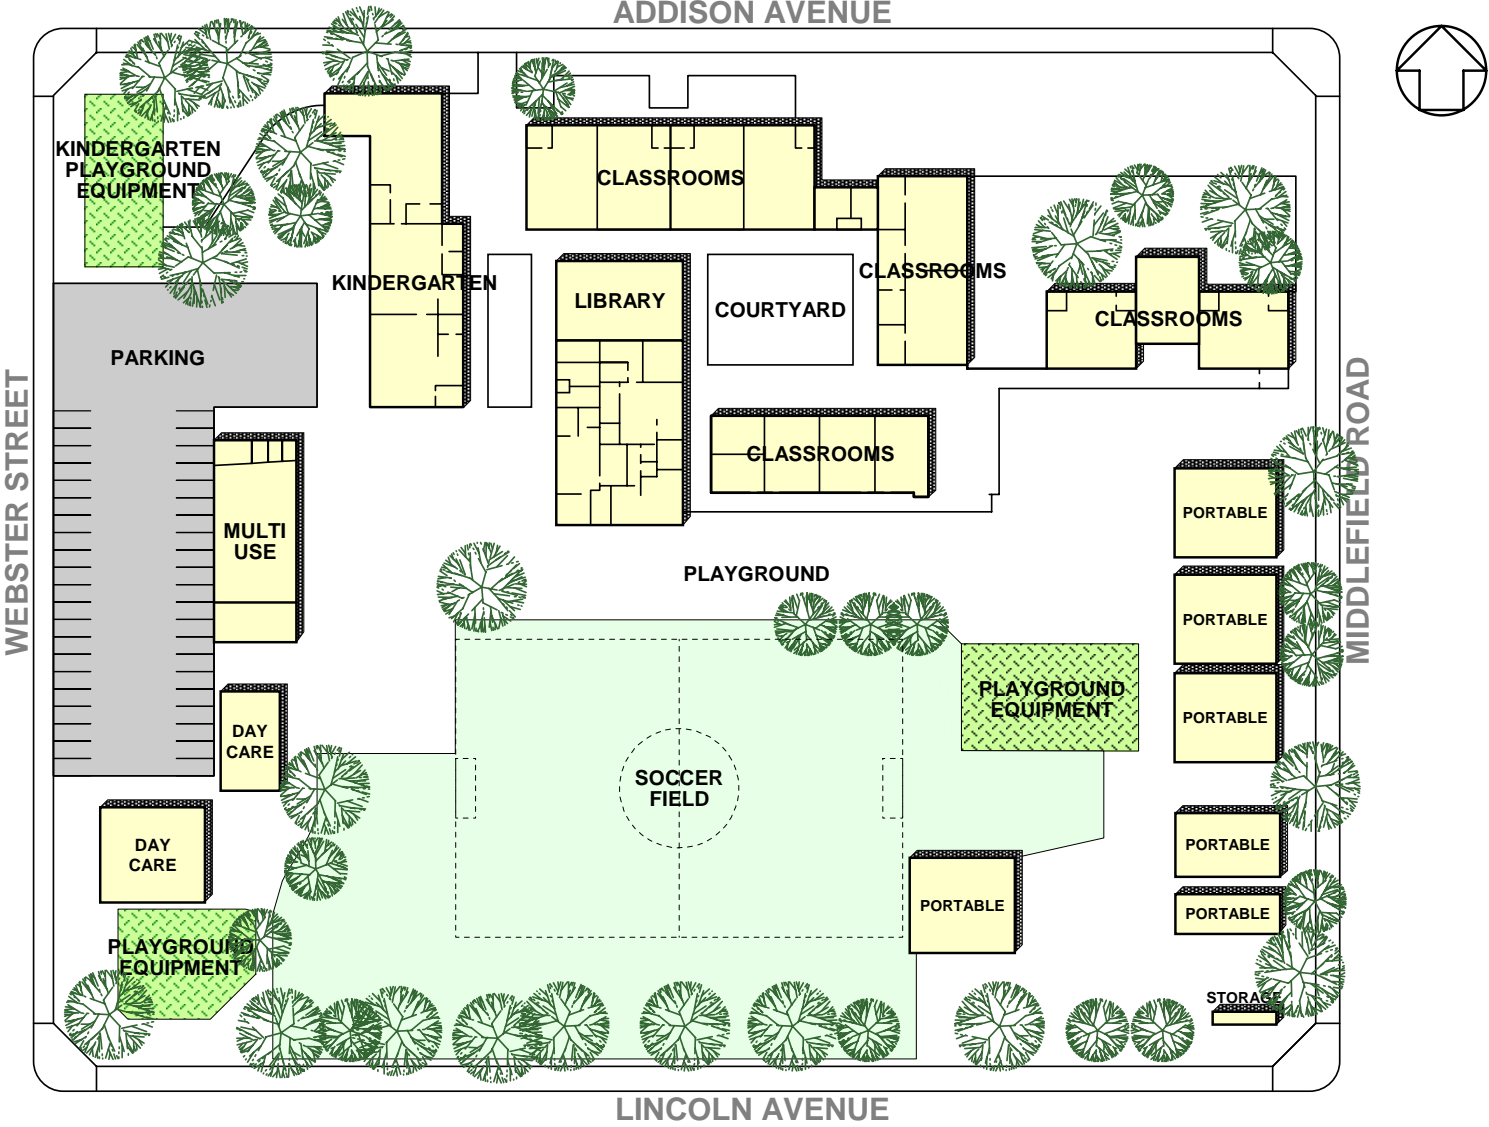 ADDISON AVENUE
KINDERGARTEN
PLAYGROUND
EQUIPMENT
CLASSROOMS
KINDERGARTEN
LIBRARY
COURTYARD
CLASSROOMS
CLASSROOMS
PARKING
CLASSROOMS
WEBSTER STREET
MIDDLEFIELD ROAD
MULTI
USE
PORTABLE
PLAYGROUND
PORTABLE
PLAYGROUND
EQUIPMENT
PORTABLE
DAY
CARE
SOCCER
FIELD
DAY
CARE
PORTABLE
PORTABLE
PORTABLE
PLAYGROUND
EQUIPMENT
STORAGE
LINCOLN AVENUE